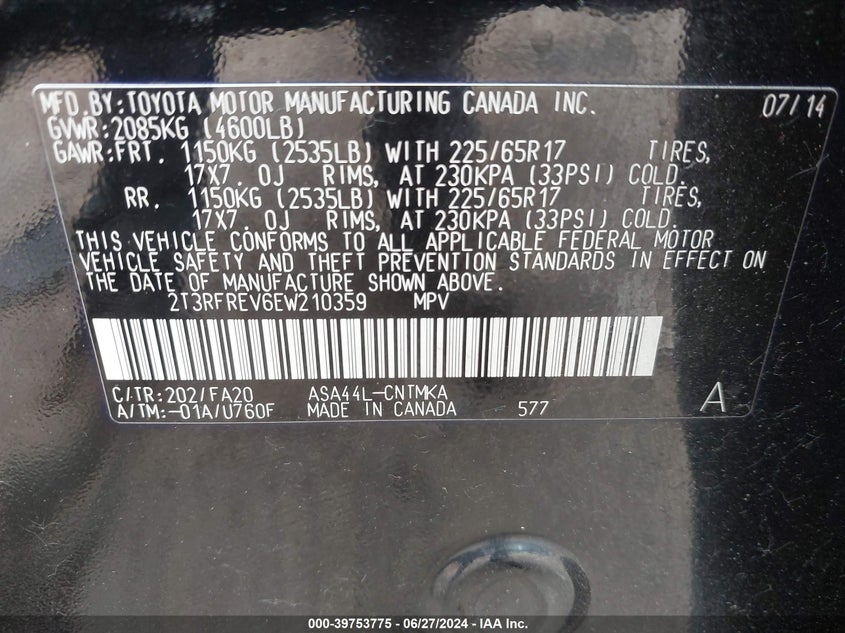 MFD. BY: TOYOTA MOTOR MANUFACTURING CANADA INC. 07/14
GVWR: 2085KG (4600LB)
GAWR: FRT. 1150KG (2535LB) WITH 225/65R17 TIRES,
17X7. 0J RIMS, AT 230KPA (33PSI) COLD.
RR. 1150KG (2535LB) WITH 225/65R17 TIRES,
17X7. 0J RIMS, AT 230KPA (33PSI) COLD.
THIS VEHICLE CONFORMS TO ALL APPLICABLE FEDERAL MOTOR
VEHICLE SAFETY AND THEFT PREVENTION STANDARDS IN EFFECT ON
THE DATE OF MANUFACTURE SHOWN ABOVE.
2T3RFREV6EW210359 MPV
C/TR: 202/FA20 ASA44L-CNTMKA
A/TM: -01A/U760F MADE IN CANADA 577 A
000-39753775 - 06/27/2024 - IAA Inc.